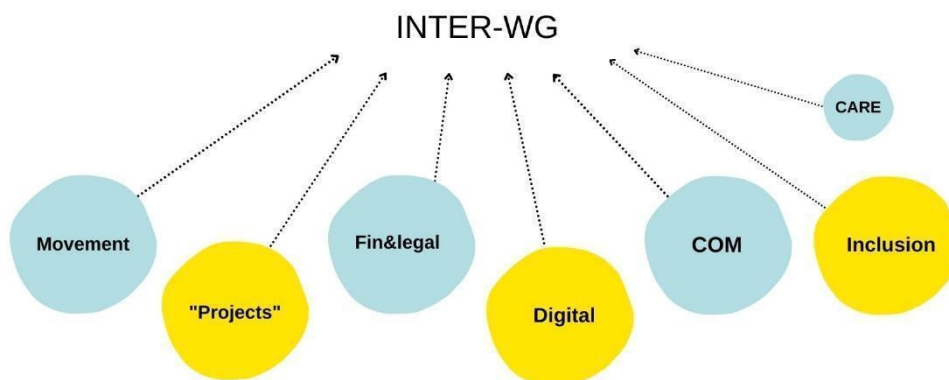 INTER-WG
CARE
Movement
"Projects"
Fin&legal
Digital
COM
Inclusion